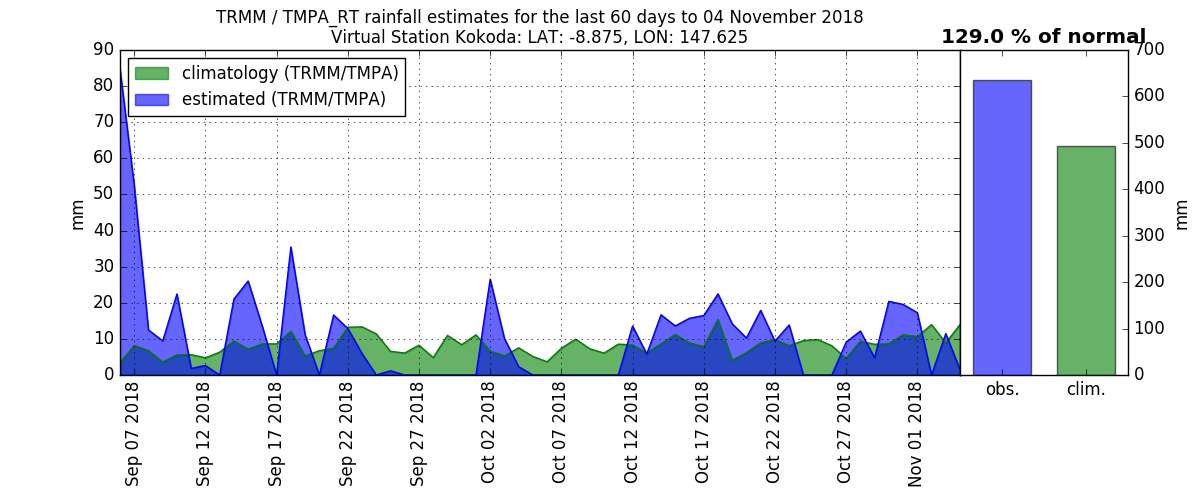 TRMM / TMPA_RT rainfall estimates for the last 60 days to 04 November 2018
Virtual Station Kokoda: LAT: -8.875, LON: 147.625
129.0 % of normal
climatology (TRMM/TMPA)
estimated (TRMM/TMPA)
90
80
70
60
50
40
30
20
10
0
mm
700
600
500
400
300
200
100
0
mm
obs.
clim.
Sep 07 2018
Sep 12 2018
Sep 17 2018
Sep 22 2018
Sep 27 2018
Oct 02 2018
Oct 07 2018
Oct 12 2018
Oct 17 2018
Oct 22 2018
Oct 27 2018
Nov 01 2018